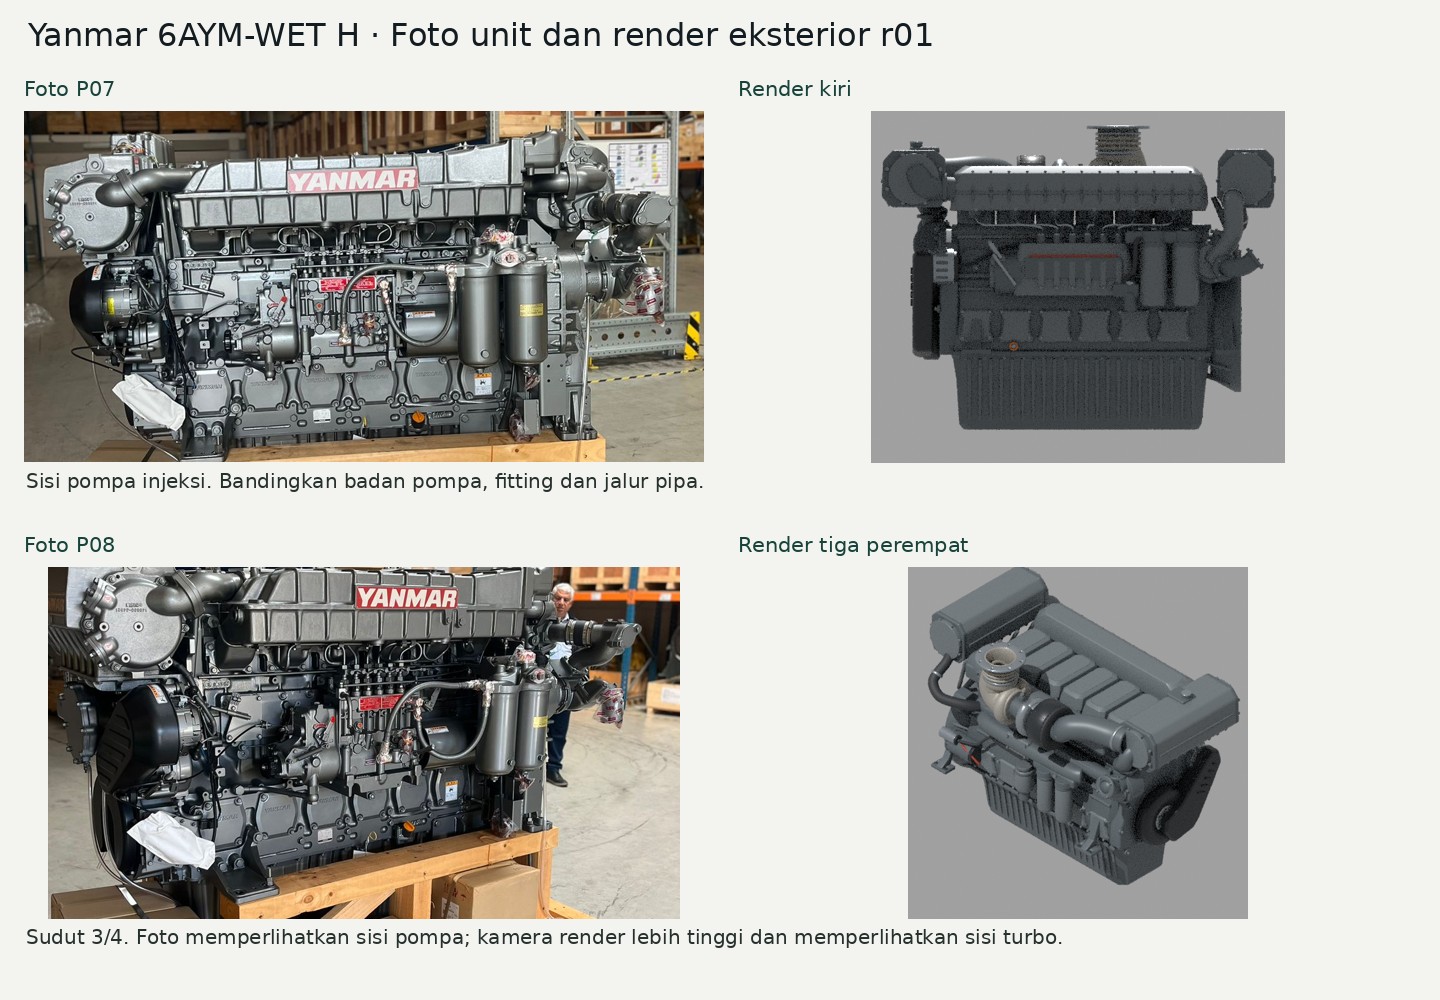 Yanmar 6AYM-WET H · Foto unit dan render eksterior r01
Foto P07
Render kiri
YANMAR
Sisi pompa injeksi. Bandingkan badan pompa, fitting dan jalur pipa.
Foto P08
Render tiga perempat
YANMAR
Sudut 3/4. Foto memperlihatkan sisi pompa; kamera render lebih tinggi dan memperlihatkan sisi turbo.